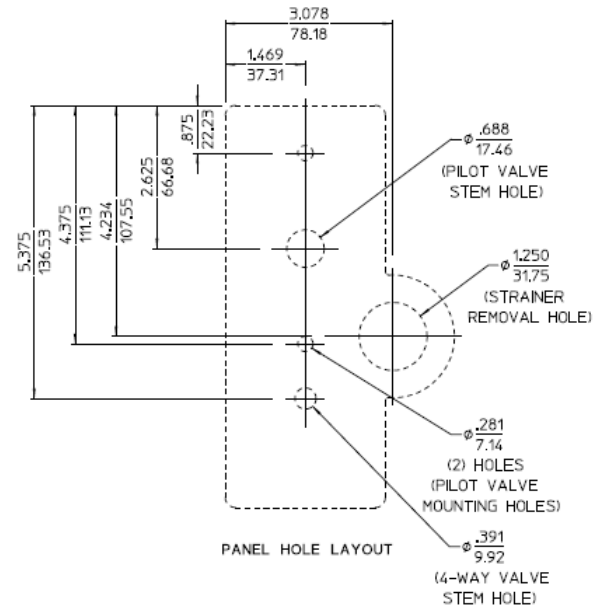 3.078
78.18
1.469
37.31
.875
22.23
2.625
66.68
4.234
107.55
4.375
111.13
5.375
136.53
⌀ .688
17.46
(PILOT VALVE
STEM HOLE)
⌀ 1.250
31.75
(STRAINER
REMOVAL HOLE)
⌀ .281
7.14
(2) HOLES
(PILOT VALVE
MOUNTING HOLES)
⌀ .391
9.92
(4-WAY VALVE
STEM HOLE)
PANEL HOLE LAYOUT